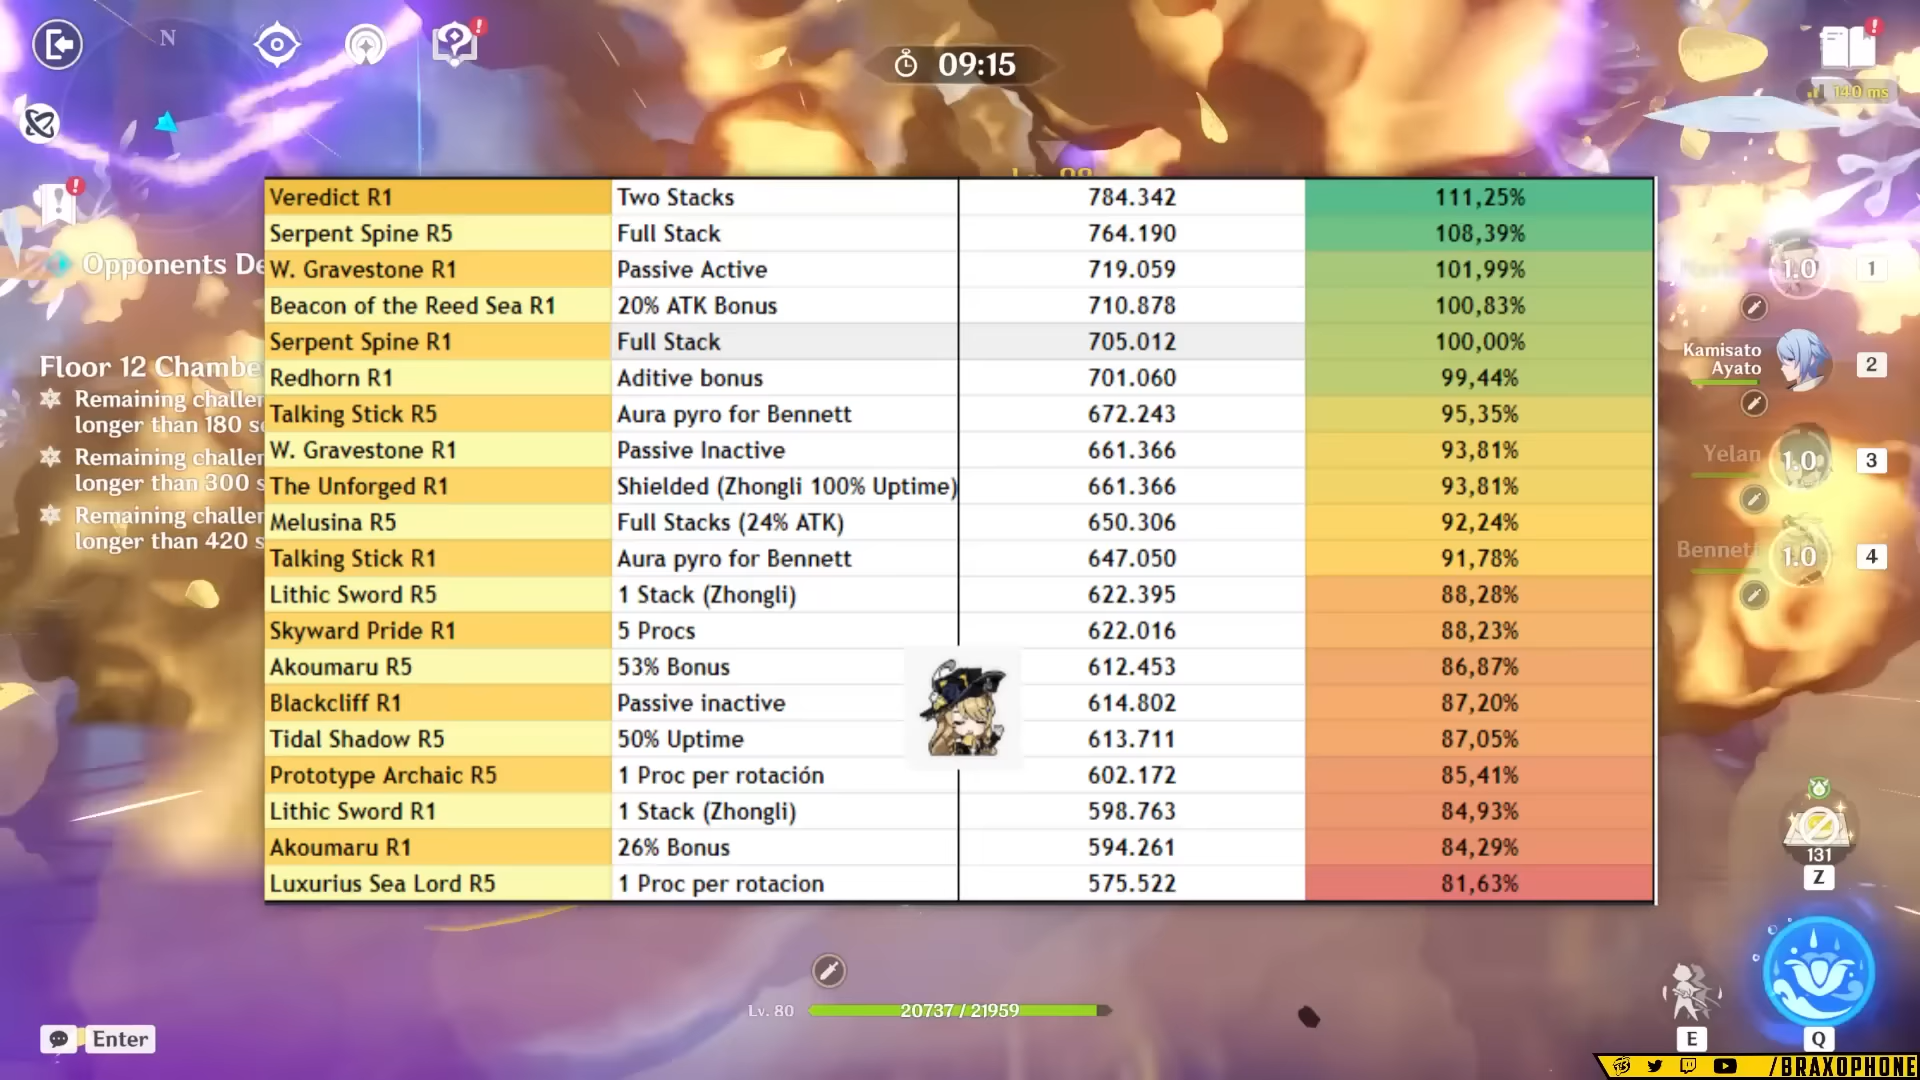 N
09:15
140 ms
Veredict R1 Two Stacks 784.342 111,25%
Serpent Spine R5 Full Stack 764.190 108,39%
W. Gravestone R1 Passive Active 719.059 101,99%
Beacon of the Reed Sea R1 20% ATK Bonus 710.878 100,83%
Serpent Spine R1 Full Stack 705.012 100,00%
Redhorn R1 Aditive bonus 701.060 99,44%
Talking Stick R5 Aura pyro for Bennett 672.243 95,35%
W. Gravestone R1 Passive Inactive 661.366 93,81%
The Unforged R1 Shielded (Zhongli 100% Uptime) 661.366 93,81%
Melusina R5 Full Stacks (24% ATK) 650.306 92,24%
Talking Stick R1 Aura pyro for Bennett 647.050 91,78%
Lithic Sword R5 1 Stack (Zhongli) 622.395 88,28%
Skyward Pride R1 5 Procs 622.016 88,23%
Akoumaru R5 53% Bonus 612.453 86,87%
Blackcliff R1 Passive inactive 614.802 87,20%
Tidal Shadow R5 50% Uptime 613.711 87,05%
Prototype Archaic R5 1 Proc per rotación 602.172 85,41%
Lithic Sword R1 1 Stack (Zhongli) 598.763 84,93%
Akoumaru R1 26% Bonus 594.261 84,29%
Luxurius Sea Lord R5 1 Proc per rotacion 575.522 81,63%
Opponents De
Floor 12 Chambe
Remaining challen
longer than 180 s
Remaining challen
longer than 300 s
Remaining challen
longer than 420 s
1.0 1
Kamisato
Ayato 2
Yelan 1.0 3
Bennett 1.0 4
131
Z
Lv. 80 20737 / 21959
Enter
E
Q
/BRAXOPHONE